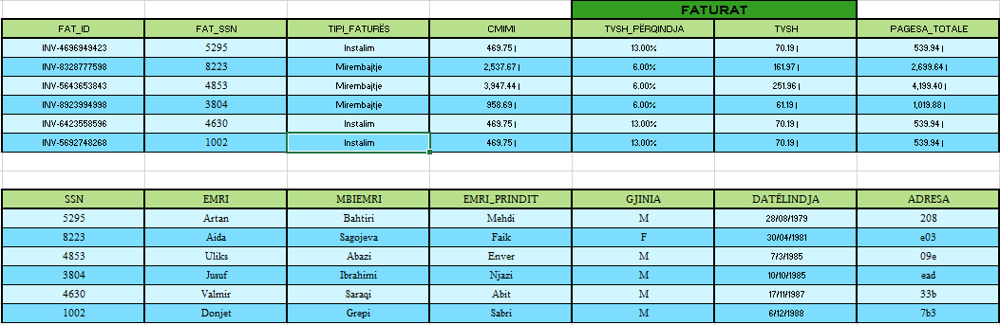 FATURAT
FAT_ID FAT_SSN TIPI_FATURËS CMIMI TVSH_PËRQINDJA TVSH PAGESA_TOTALE
INV-4696949423 5295 Instalim 469.75 13.00% 70.19 539.94
INV-8328777598 8223 Mirembajtje 2,537.67 6.00% 161.97 2,699.64
INV-5643653843 4853 Mirembajtje 3,947.44 6.00% 251.96 4,199.40
INV-8923994998 3804 Mirembajtje 958.69 6.00% 61.19 1,019.88
INV-6423558596 4630 Instalim 469.75 13.00% 70.19 539.94
INV-5692748268 1002 Instalim 469.75 13.00% 70.19 539.94
SSN EMRI MBIEMRI EMRI_PRINDIT GJINIA DATËLINDJA ADRESA
5295 Artan Bahtiri Mehdi M 28/08/1979 208
8223 Aida Sagojeva Faik F 30/04/1981 e03
4853 Uliks Abazi Enver M 7/3/1985 09e
3804 Jusuf Ibrahimi Njazi M 10/10/1985 ead
4630 Valmir Saraqi Abit M 17/11/1987 33b
1002 Donjet Grepi Sabri M 6/12/1988 7b3